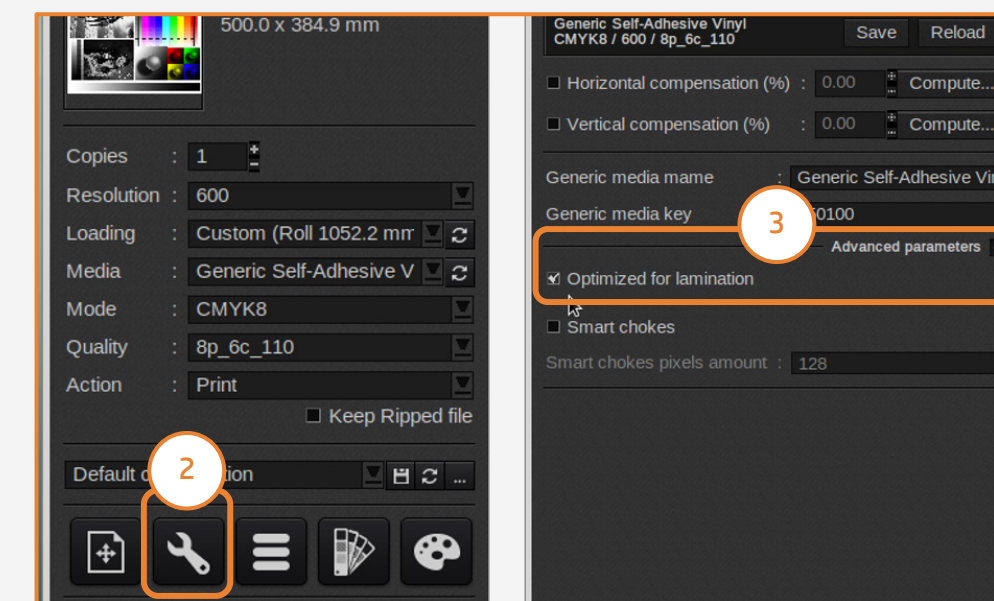 500.0 x 384.9 mm
Copies : 1
Resolution : 600
Loading : Custom (Roll 1052.2 mm
Media : Generic Self-Adhesive V
Mode : CMYK8
Quality : 8p_6c_110
Action : Print
Keep Ripped file
Default
2
...
Generic Self-Adhesive Vinyl
CMYK8 / 600 / 8p_6c_110
Save Reload
Horizontal compensation (%) : 0.00 Compute...
Vertical compensation (%) : 0.00 Compute...
Generic media mame : Generic Self-Adhesive Vi
Generic media key 0100
3
Advanced parameters
Optimized for lamination
Smart chokes
Smart chokes pixels amount : 128